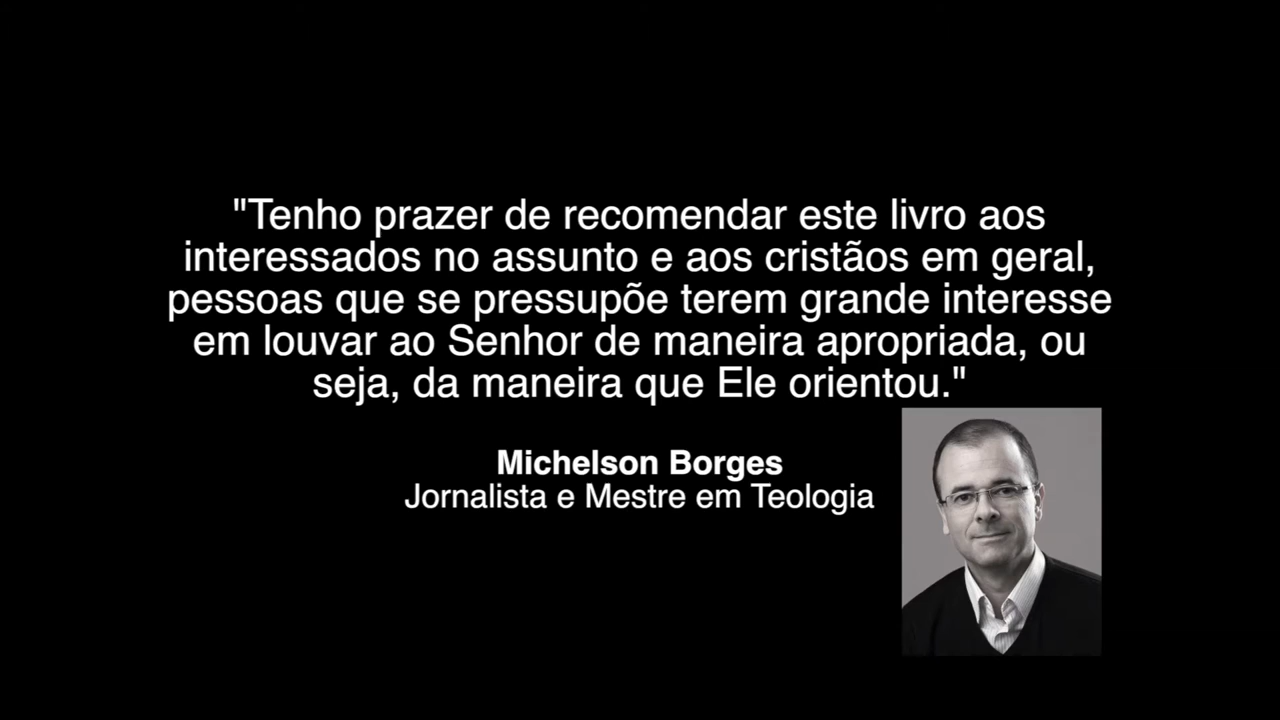 "Tenho prazer de recomendar este livro aos
interessados no assunto e aos cristãos em geral,
pessoas que se pressupõe terem grande interesse
em louvar ao Senhor de maneira apropriada, ou
seja, da maneira que Ele orientou."
Michelson Borges
Jornalista e Mestre em Teologia